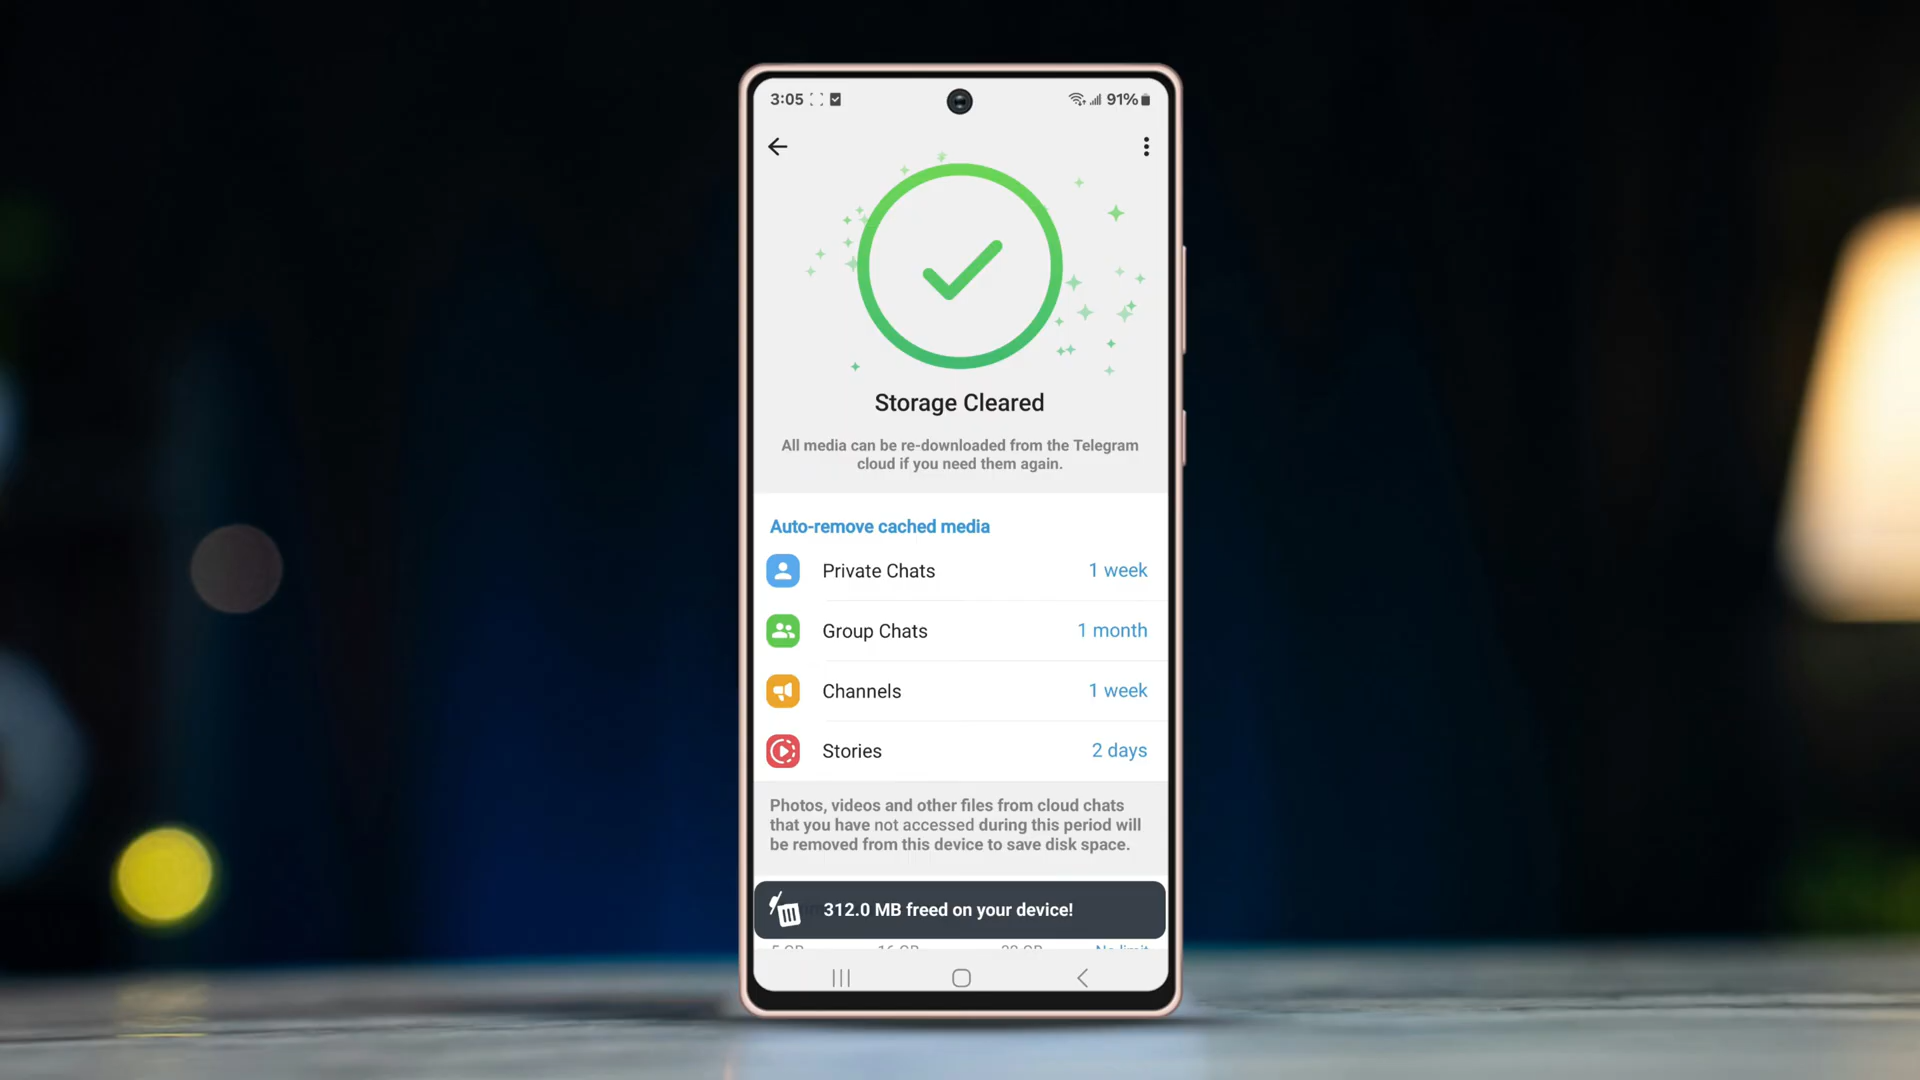 3:05
91%
Storage Cleared
All media can be re-downloaded from the Telegram
cloud if you need them again.
Auto-remove cached media
Private Chats 1 week
Group Chats 1 month
Channels 1 week
Stories 2 days
Photos, videos and other files from cloud chats
that you have not accessed during this period will
be removed from this device to save disk space.
312.0 MB freed on your device!
No limit